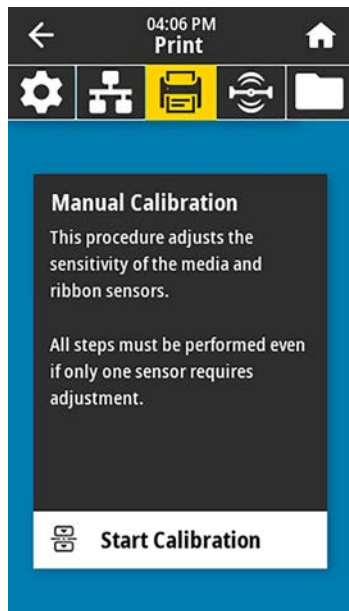 04:06 PM
Print
Manual Calibration
This procedure adjusts the
sensitivity of the media and
ribbon sensors.
All steps must be performed even
if only one sensor requires
adjustment.
Start Calibration